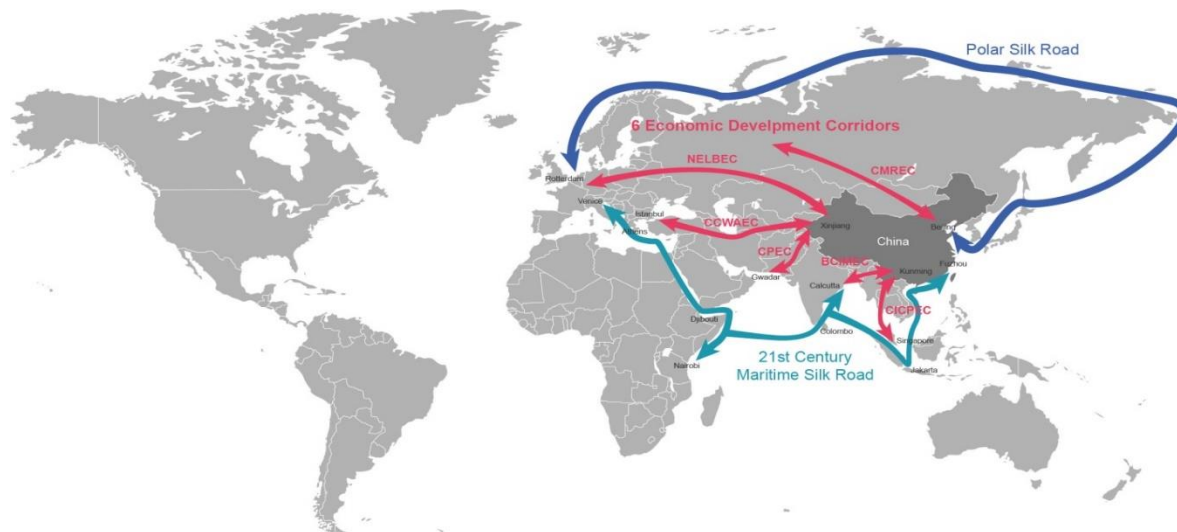 Polar Silk Road
6 Economic Develpment Corridors
NELBEC
CMREC
Rotterdam
Venice
Istanbul
Athens
CCWAEC
Xinjiang
Beijing
China
CPEC
BCIMEC
Fuzhou
Gwadar
Kunming
Calcutta
CICPEC
Djibouti
Colombo
Singapore
21st Century
Maritime Silk Road
Nairobi
Jakarta